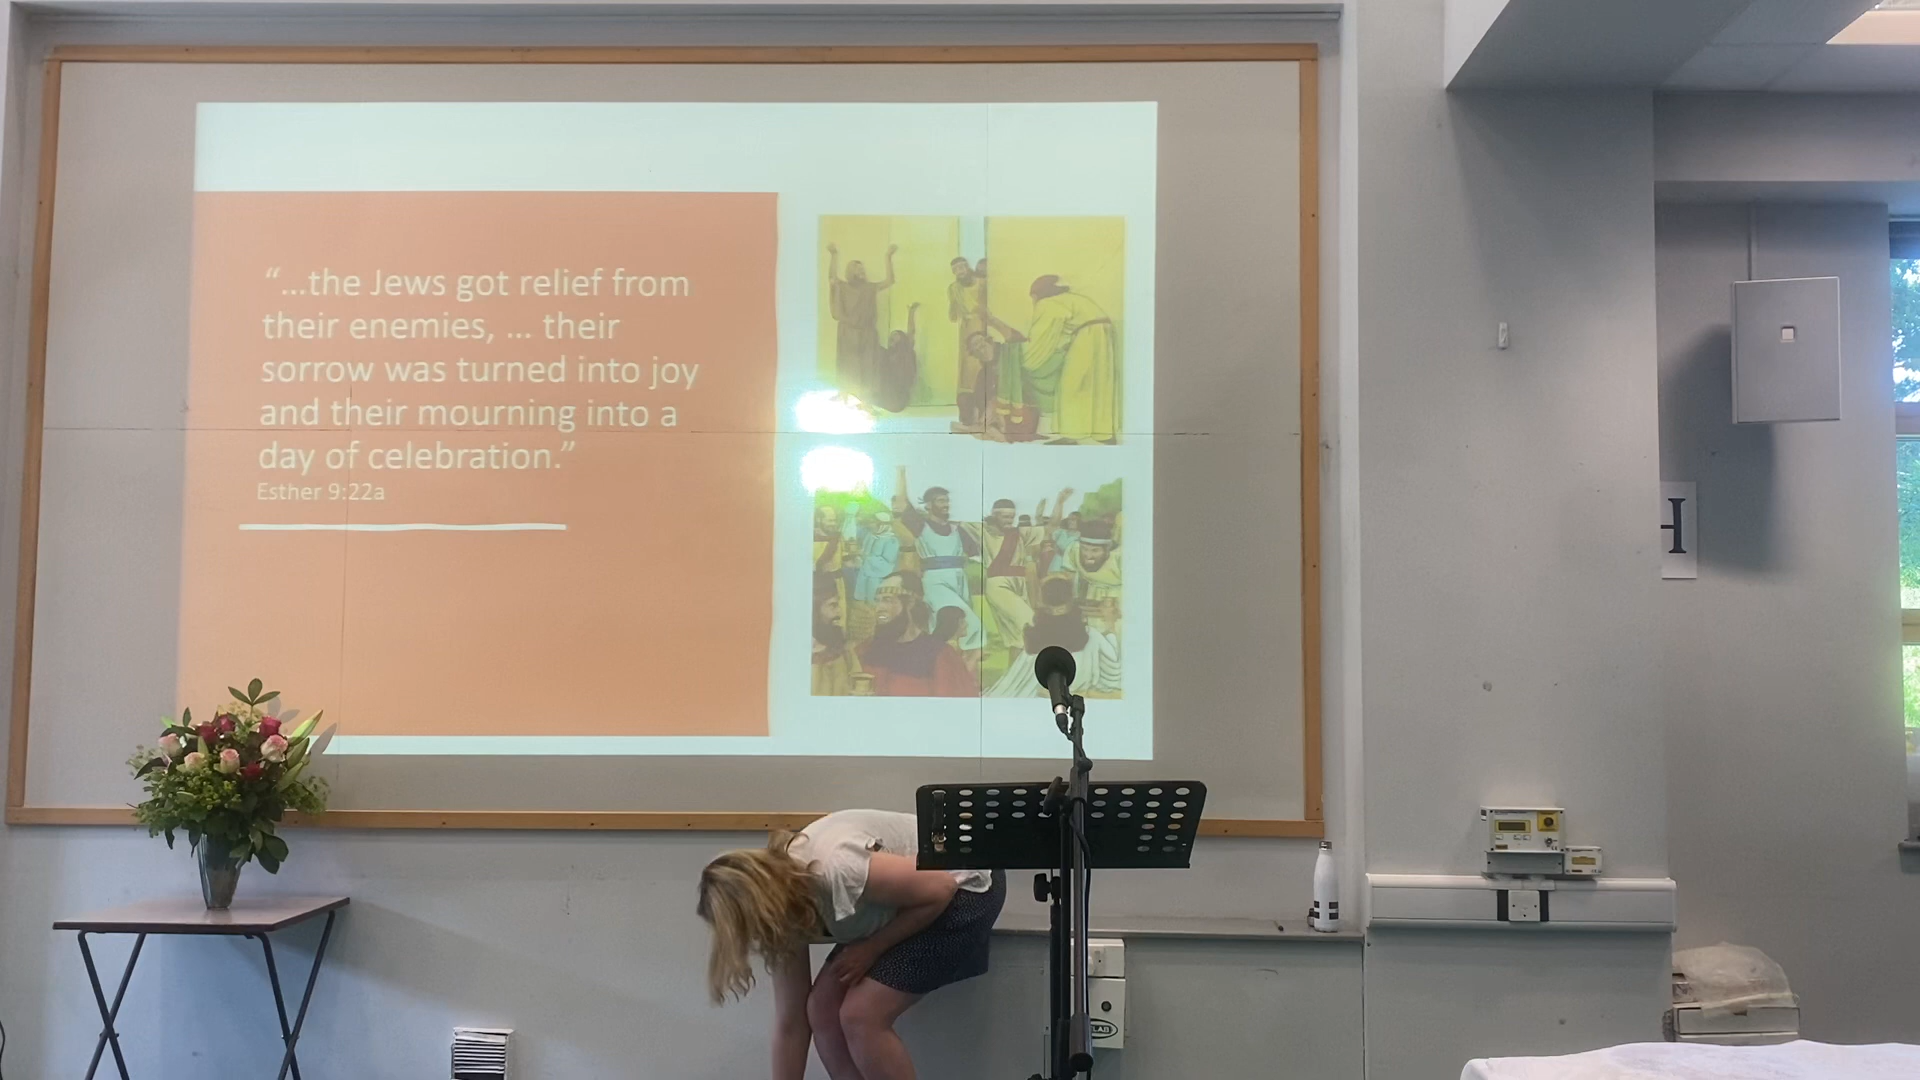 “...the Jews got relief from
their enemies, ... their
sorrow was turned into joy
and their mourning into a
day of celebration.”
Esther 9:22a
H
LAB